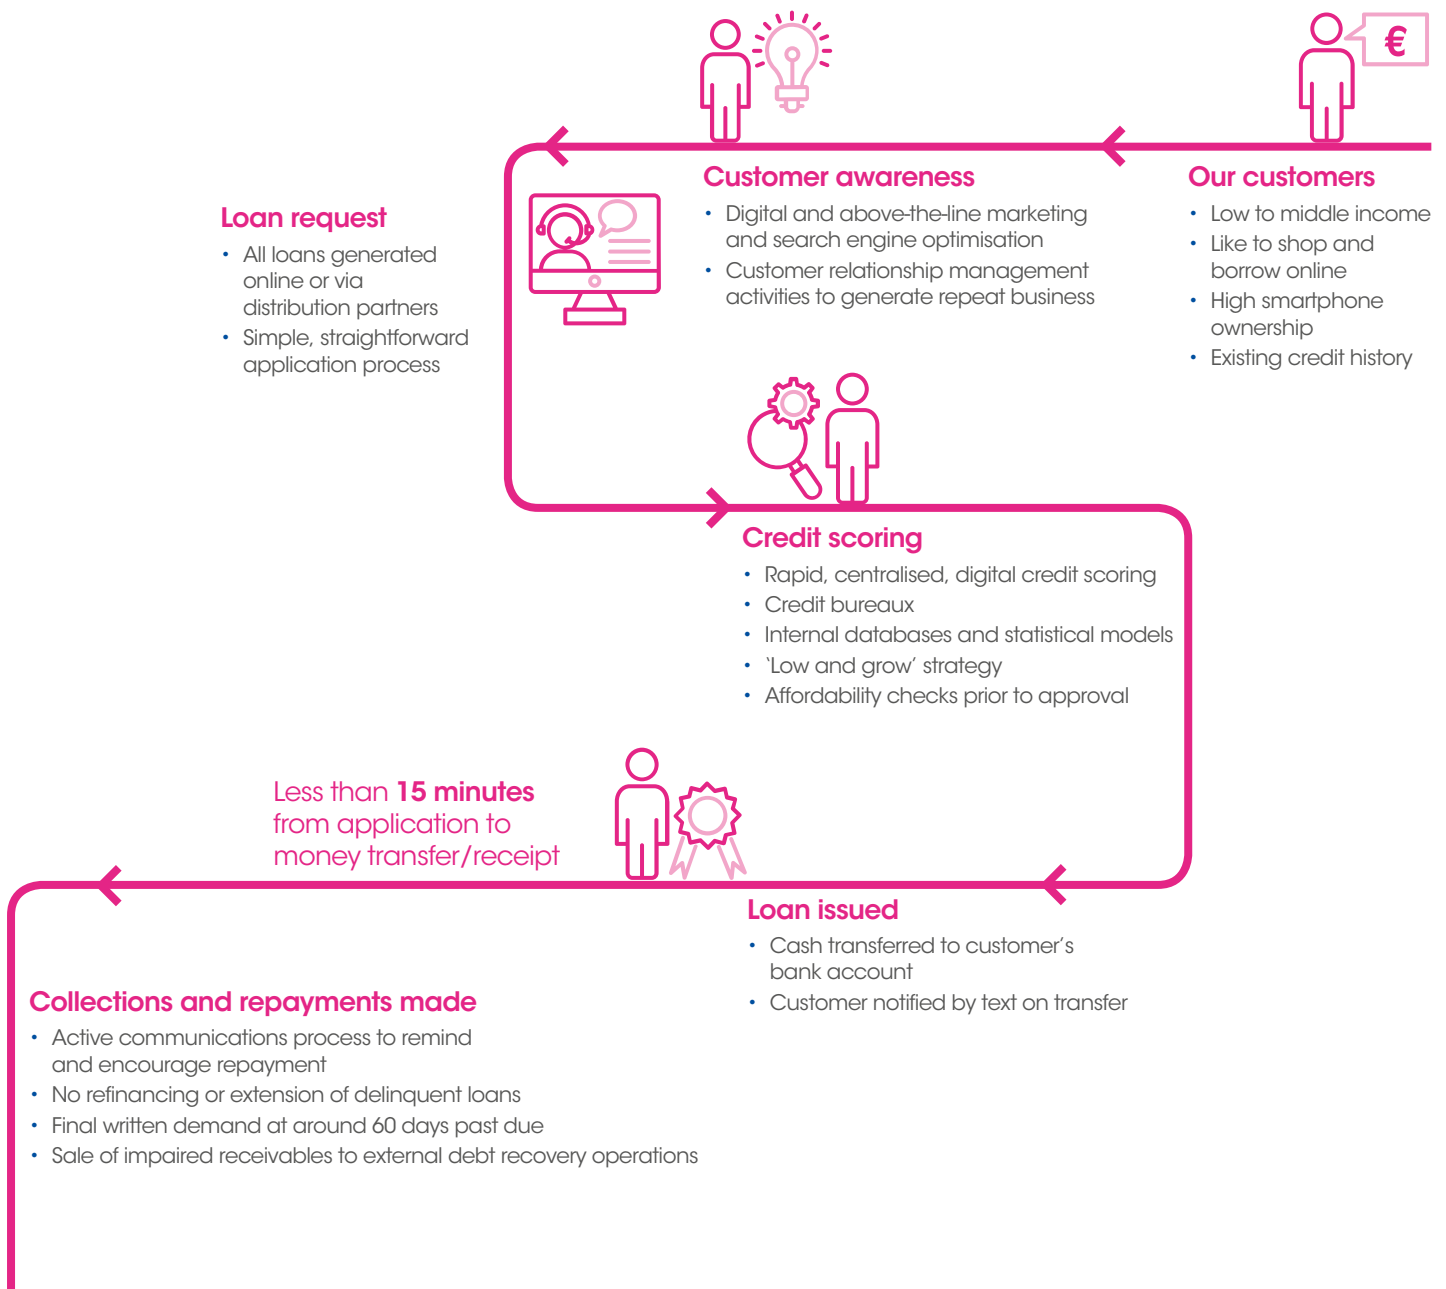 €
Our customers
• Low to middle income
• Like to shop and
borrow online
• High smartphone
ownership
• Existing credit history
Customer awareness
• Digital and above-the-line marketing
and search engine optimisation
• Customer relationship management
activities to generate repeat business
Loan request
• All loans generated
online or via
distribution partners
• Simple, straightforward
application process
Credit scoring
• Rapid, centralised, digital credit scoring
• Credit bureaux
• Internal databases and statistical models
• ‘Low and grow’ strategy
• Affordability checks prior to approval
Loan issued
• Cash transferred to customer’s
bank account
• Customer notified by text on transfer
Less than 15 minutes
from application to
money transfer/receipt
Collections and repayments made
• Active communications process to remind
and encourage repayment
• No refinancing or extension of delinquent loans
• Final written demand at around 60 days past due
• Sale of impaired receivables to external debt recovery operations